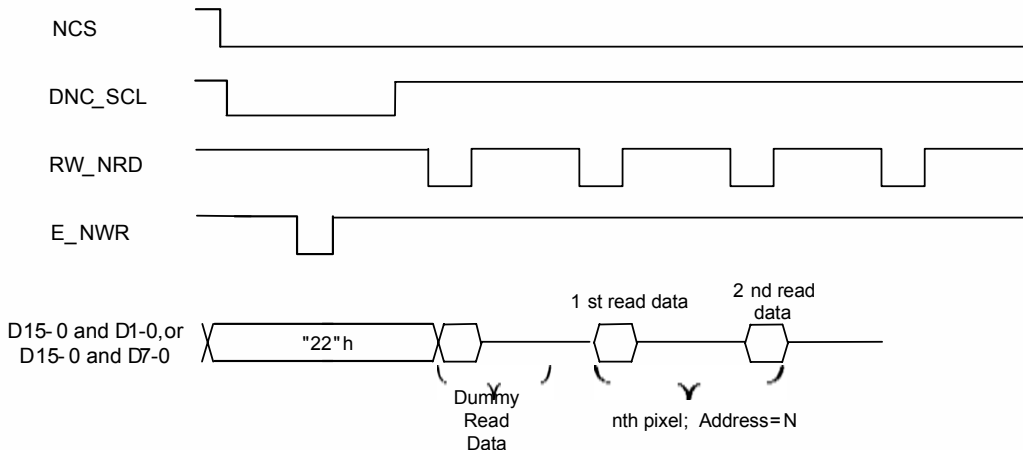 NCS
DNC_SCL
RW_NRD
E_NWR
1 st read data
2 nd read
data
D15-0 and D1-0,or
D15-0 and D7-0
"22"h
Dummy
Read
Data
nth pixel; Address=N